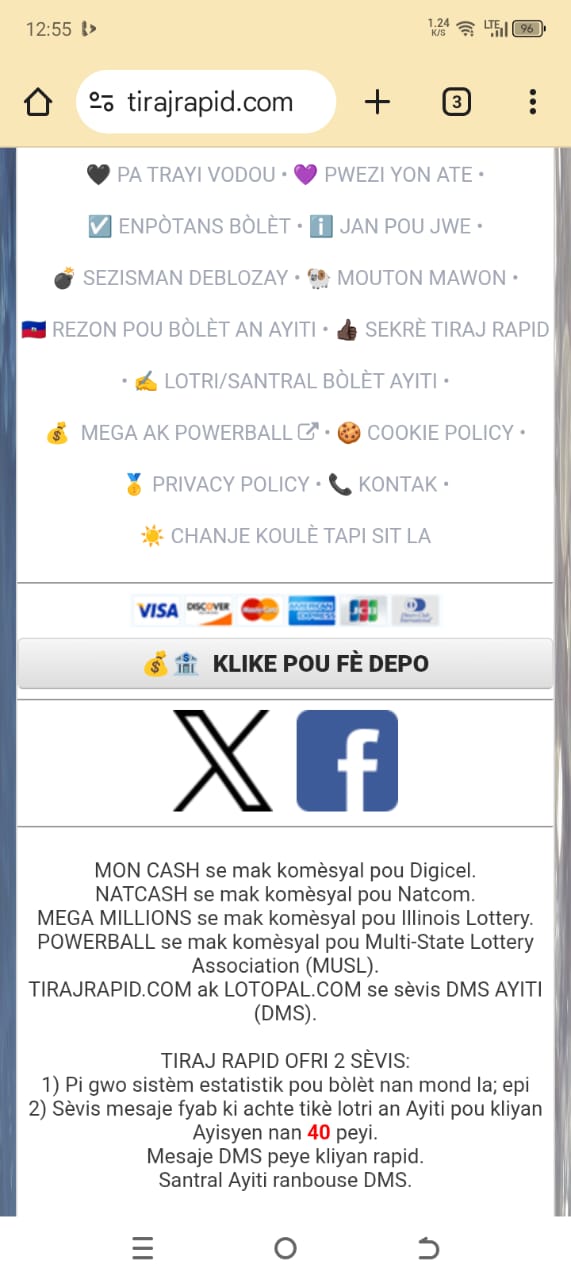 12:55
1.24 K/S LTE 96
tirajrapid.com
3
🖤 PA TRAYI VODOU • 💜 PWEZI YON ATE •
☑️ ENPÒTANS BÒLÈT • ℹ️ JAN POU JWE •
💣 SEZISMAN DEBLOZAY • 🐏 MOUTON MAWON •
🇭🇹 REZON POU BÒLÈT AN AYITI • 👍🏿 SEKRÈ TIRAJ RAPID
• ✍️ LOTRI/SANTRAL BÒLÈT AYITI •
💰 MEGA AK POWERBALL • 🍪 COOKIE POLICY •
🥇 PRIVACY POLICY • 📞 KONTAK •
☀️ CHANJE KOULÈ TAPI SIT LA
VISA DISCOVER MasterCard AMERICAN EXPRESS JCB Diners Club International
💰🏦 KLIKE POU FÈ DEPO
X f
MON CASH se mak komèsyal pou Digicel.
NATCASH se mak komèsyal pou Natcom.
MEGA MILLIONS se mak komèsyal pou Illinois Lottery.
POWERBALL se mak komèsyal pou Multi-State Lottery
Association (MUSL).
TIRAJRAPID.COM ak LOTOPAL.COM se sèvis DMS AYITI
(DMS).
TIRAJ RAPID OFRI 2 SÈVIS:
1) Pi gwo sistèm estatistik pou bòlèt nan mond la; epi
2) Sèvis mesaje fyab ki achte tikè lotri an Ayiti pou kliyan
Ayisyen nan 40 peyi.
Mesaje DMS peye kliyan rapid.
Santral Ayiti ranbouse DMS.